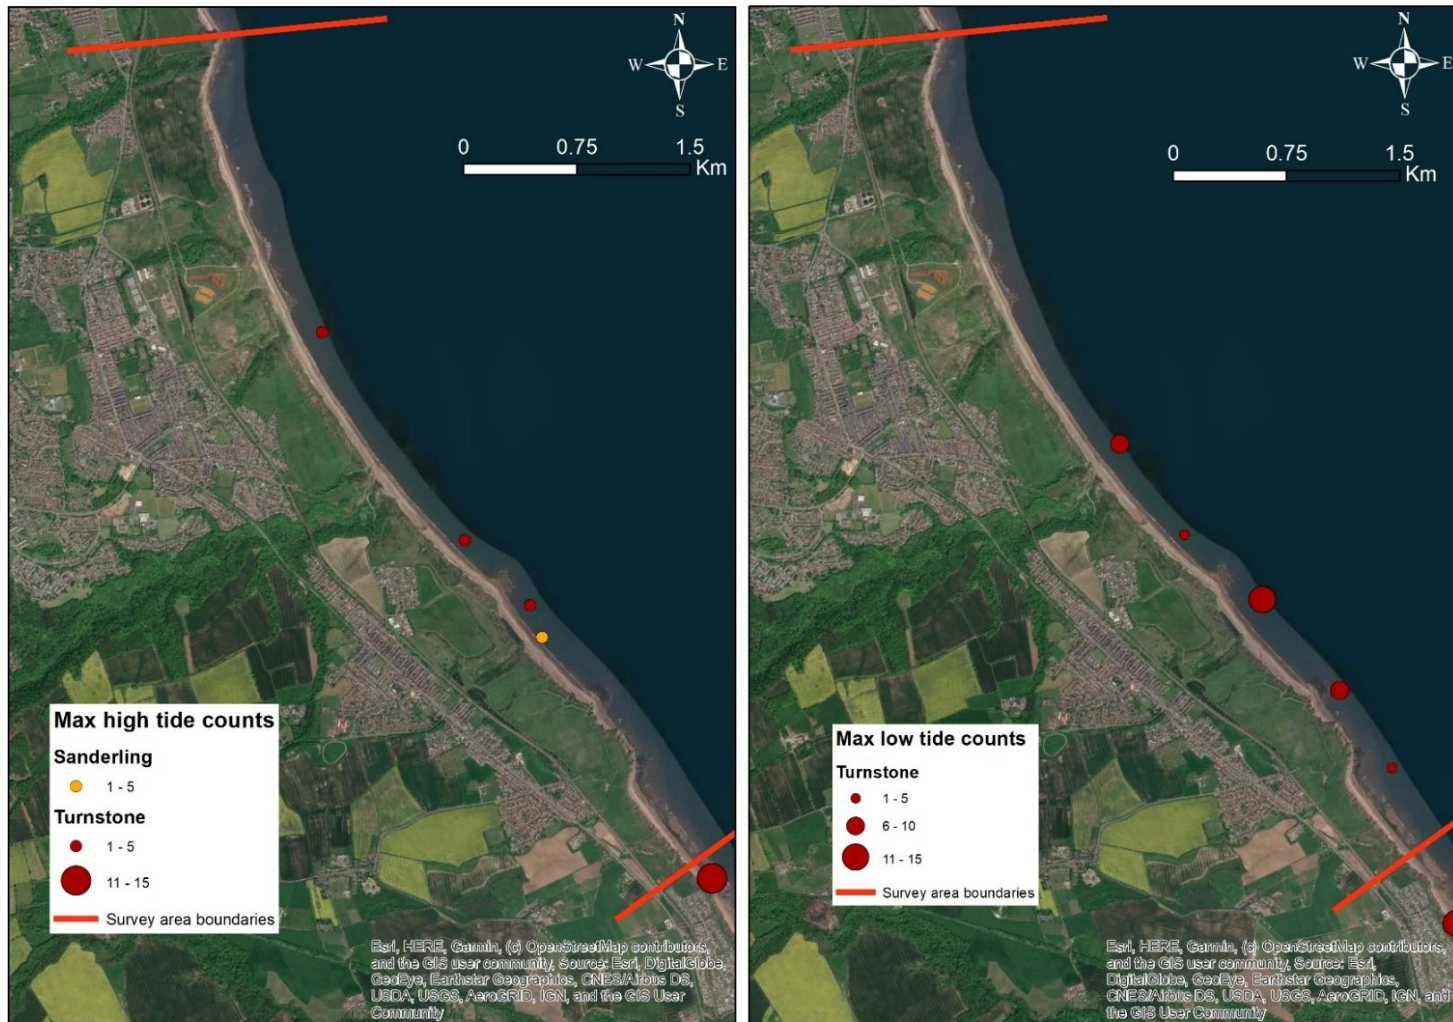 N
W E
S
0 0.75 1.5
Km
Max high tide counts
Sanderling
1 - 5
Turnstone
1 - 5
11 - 15
Survey area boundaries
Esri, HERE, Garmin, (c) OpenStreetMap contributors,
and the GIS user community, Source: Esri, DigitalGlobe,
GeoEye, Earthstar Geographics, CNES/Airbus DS,
USDA, USGS, AeroGRID, IGN, and the GIS User
Community
N
W E
S
0 0.75 1.5
Km
Max low tide counts
Turnstone
1 - 5
6 - 10
11 - 15
Survey area boundaries
Esri, HERE, Garmin, (c) OpenStreetMap contributors,
and the GIS user community, Source: Esri,
DigitalGlobe, GeoEye, Earthstar Geographics,
CNES/Airbus DS, USDA, USGS, AeroGRID, IGN, and
the GIS User Community